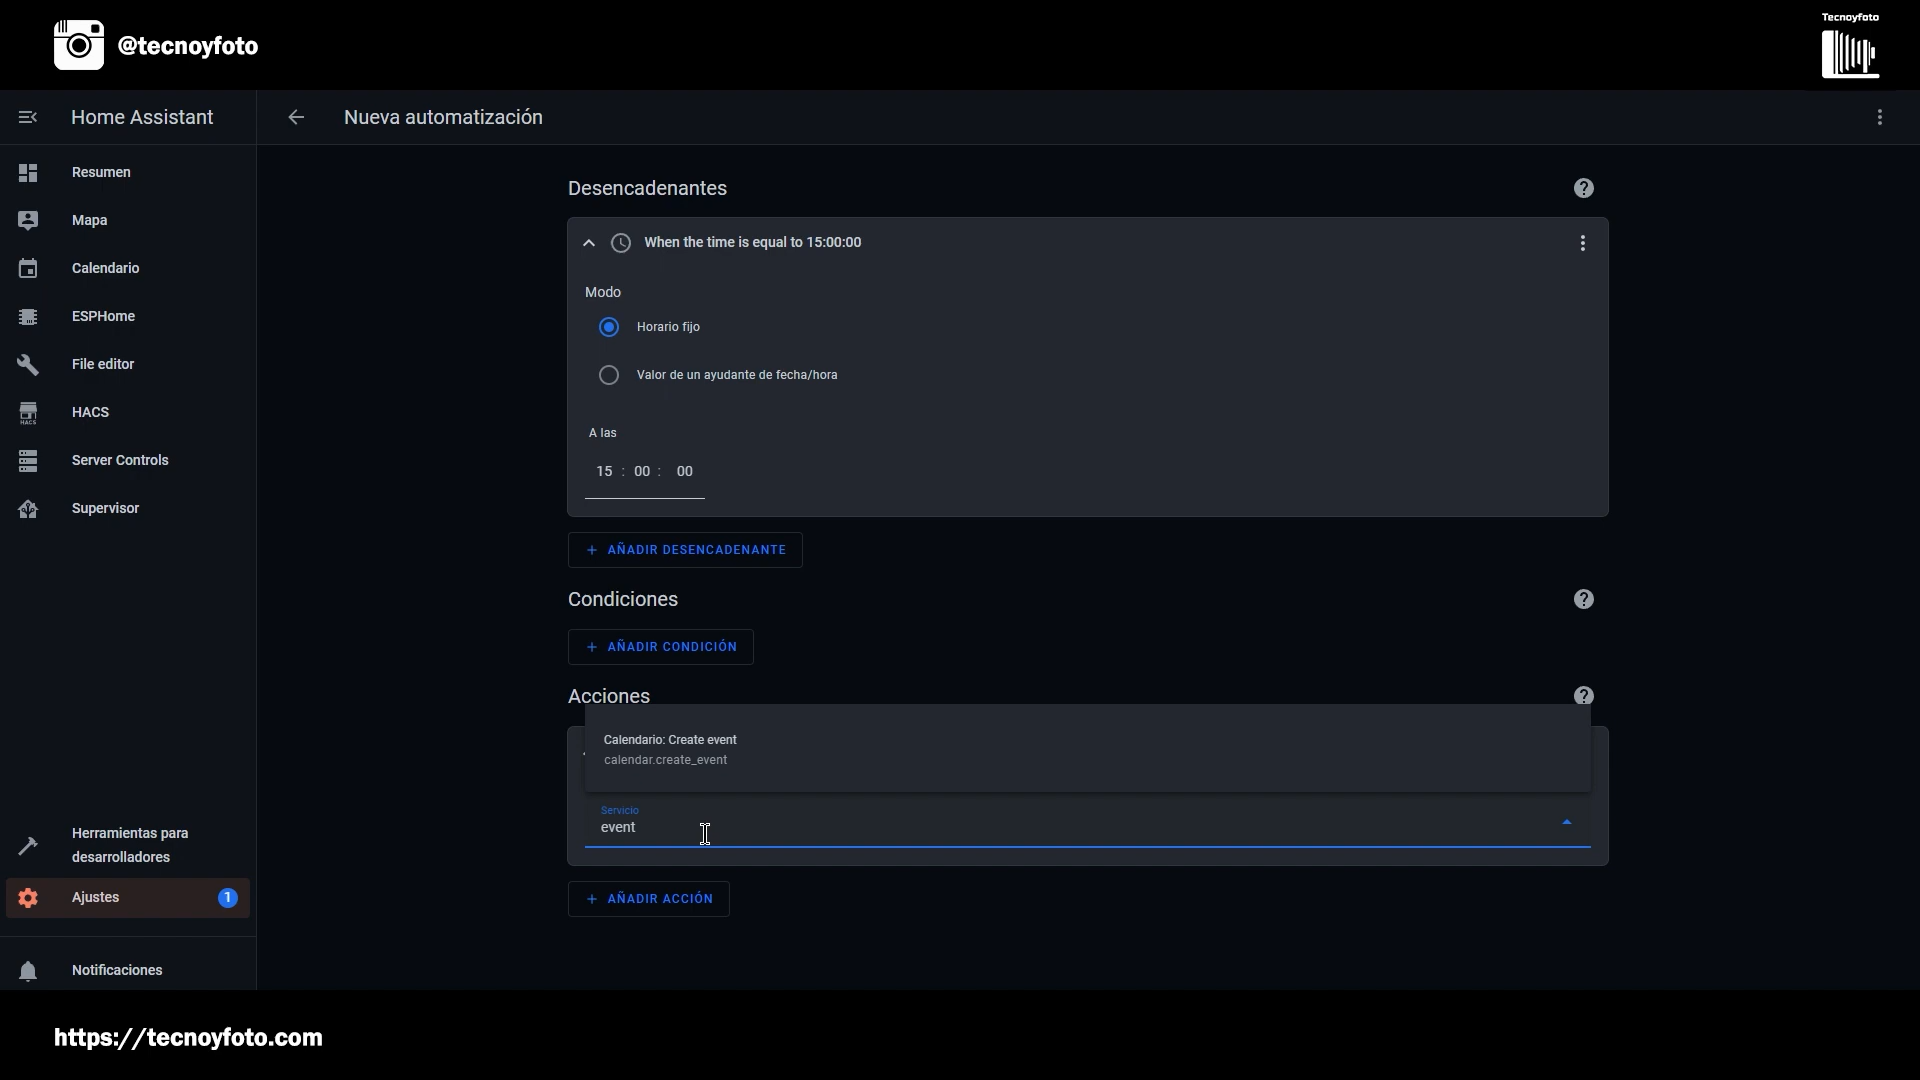 @tecnoyfoto
Tecnoyfoto
Home Assistant
Nueva automatización
Resumen
Mapa
Calendario
ESPHome
File editor
HACS
HACS
Server Controls
Supervisor
Herramientas para
desarrolladores
Ajustes
1
Notificaciones
Desencadenantes
When the time is equal to 15:00:00
Modo
Horario fijo
Valor de un ayudante de fecha/hora
A las
15 : 00 : 00
+ AÑADIR DESENCADENANTE
Condiciones
+ AÑADIR CONDICIÓN
Acciones
Calendario: Create event
calendar.create_event
Servicio
event
+ AÑADIR ACCIÓN
https://tecnoyfoto.com